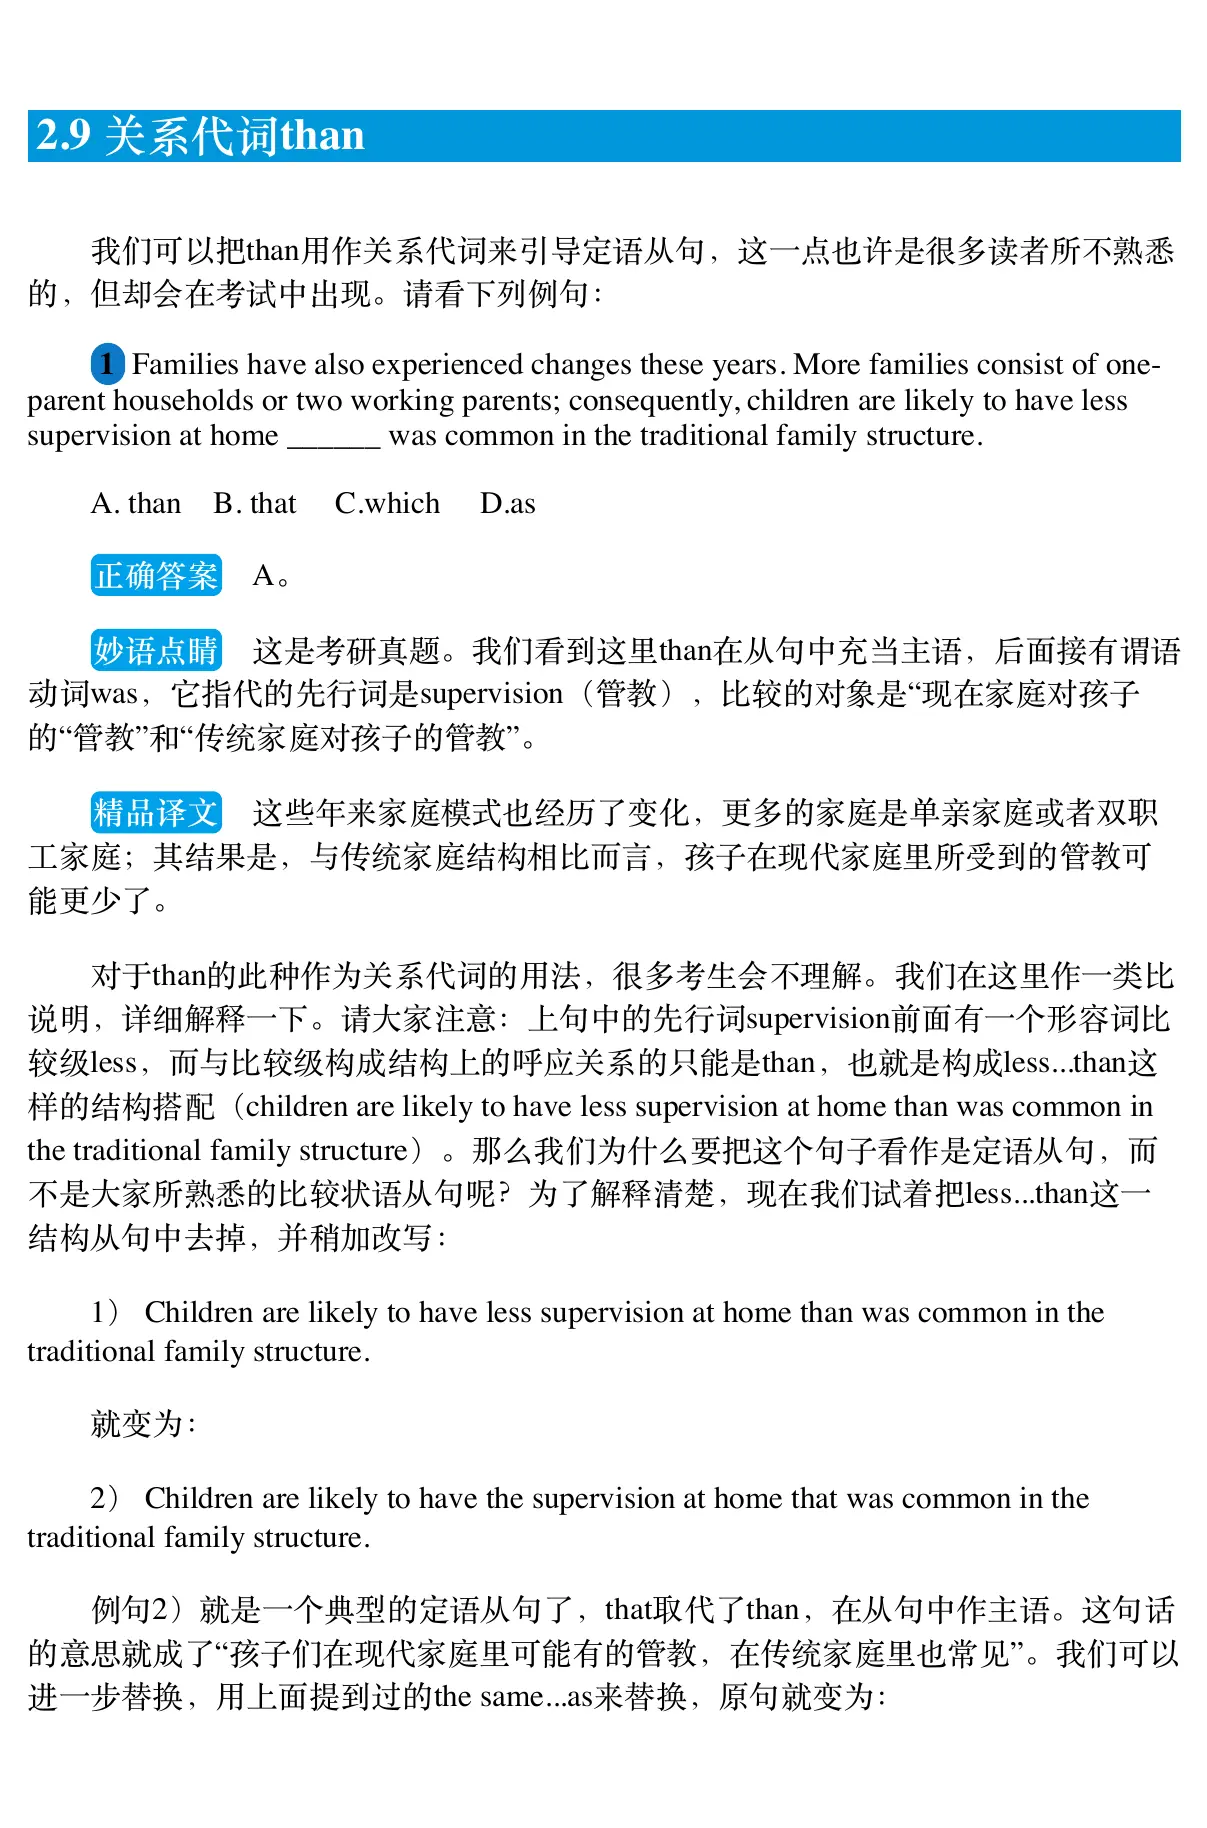 2.9 关系代词than
我们可以把than用作关系代词来引导定语从句，这一点也许是很多读者所不熟悉
的，但却会在考试中出现。请看下列例句：
1 Families have also experienced changes these years. More families consist of one-
parent households or two working parents; consequently, children are likely to have less
supervision at home ______ was common in the traditional family structure.
A. than B. that C.which D.as
正确答案 A。
妙语点睛 这是考研真题。我们看到这里than在从句中充当主语，后面接有谓语
动词was，它指代的先行词是supervision（管教），比较的对象是“现在家庭对孩子
的“管教”和“传统家庭对孩子的管教”。
精品译文 这些年来家庭模式也经历了变化，更多的家庭是单亲家庭或者双职
工家庭；其结果是，与传统家庭结构相比而言，孩子在现代家庭里所受到的管教可
能更少了。
对于than的此种作为关系代词的用法，很多考生会不理解。我们在这里作一类比
说明，详细解释一下。请大家注意：上句中的先行词supervision前面有一个形容词比
较级less，而与比较级构成结构上的呼应关系的只能是than，也就是构成less...than这
样的结构搭配（children are likely to have less supervision at home than was common in
the traditional family structure）。那么我们为什么要把这个句子看作是定语从句，而
不是大家所熟悉的比较状语从句呢？为了解释清楚，现在我们试着把less...than这一
结构从句中去掉，并稍加改写：
1） Children are likely to have less supervision at home than was common in the
traditional family structure.
就变为：
2） Children are likely to have the supervision at home that was common in the
traditional family structure.
例句2）就是一个典型的定语从句了，that取代了than，在从句中作主语。这句话
的意思就成了“孩子们在现代家庭里可能有的管教，在传统家庭里也常见”。我们可以
进一步替换，用上面提到过的the same...as来替换，原句就变为：